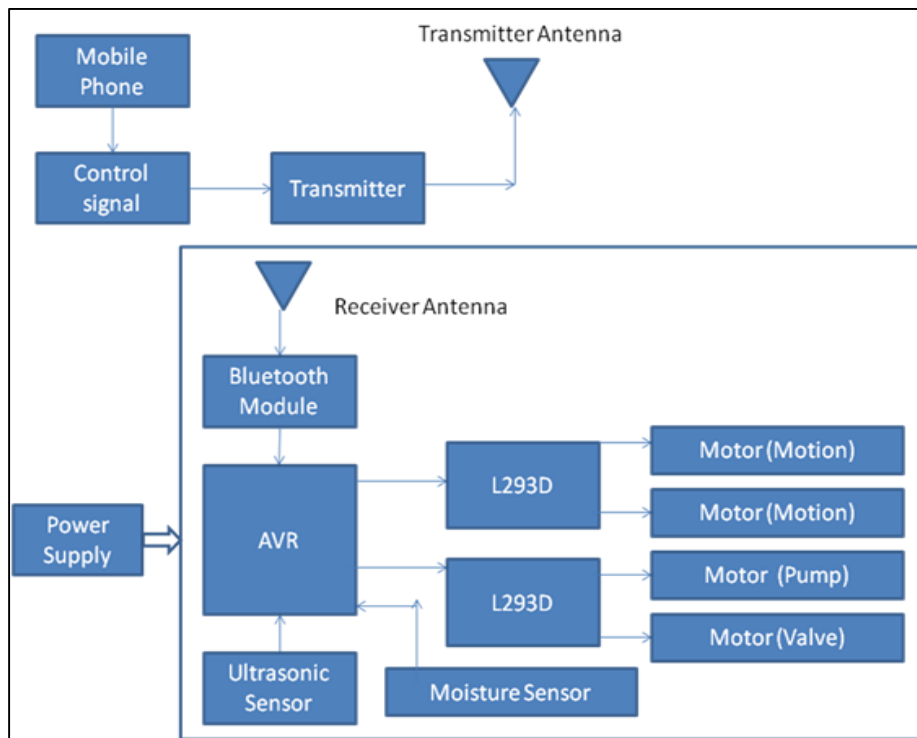 Transmitter Antenna
Mobile
Phone
Control
signal
Transmitter
Receiver Antenna
Bluetooth
Module
Motor (Motion)
L293D
Motor (Motion)
Power
Supply
AVR
Motor (Pump)
L293D
Motor (Valve)
Ultrasonic
Sensor
Moisture Sensor